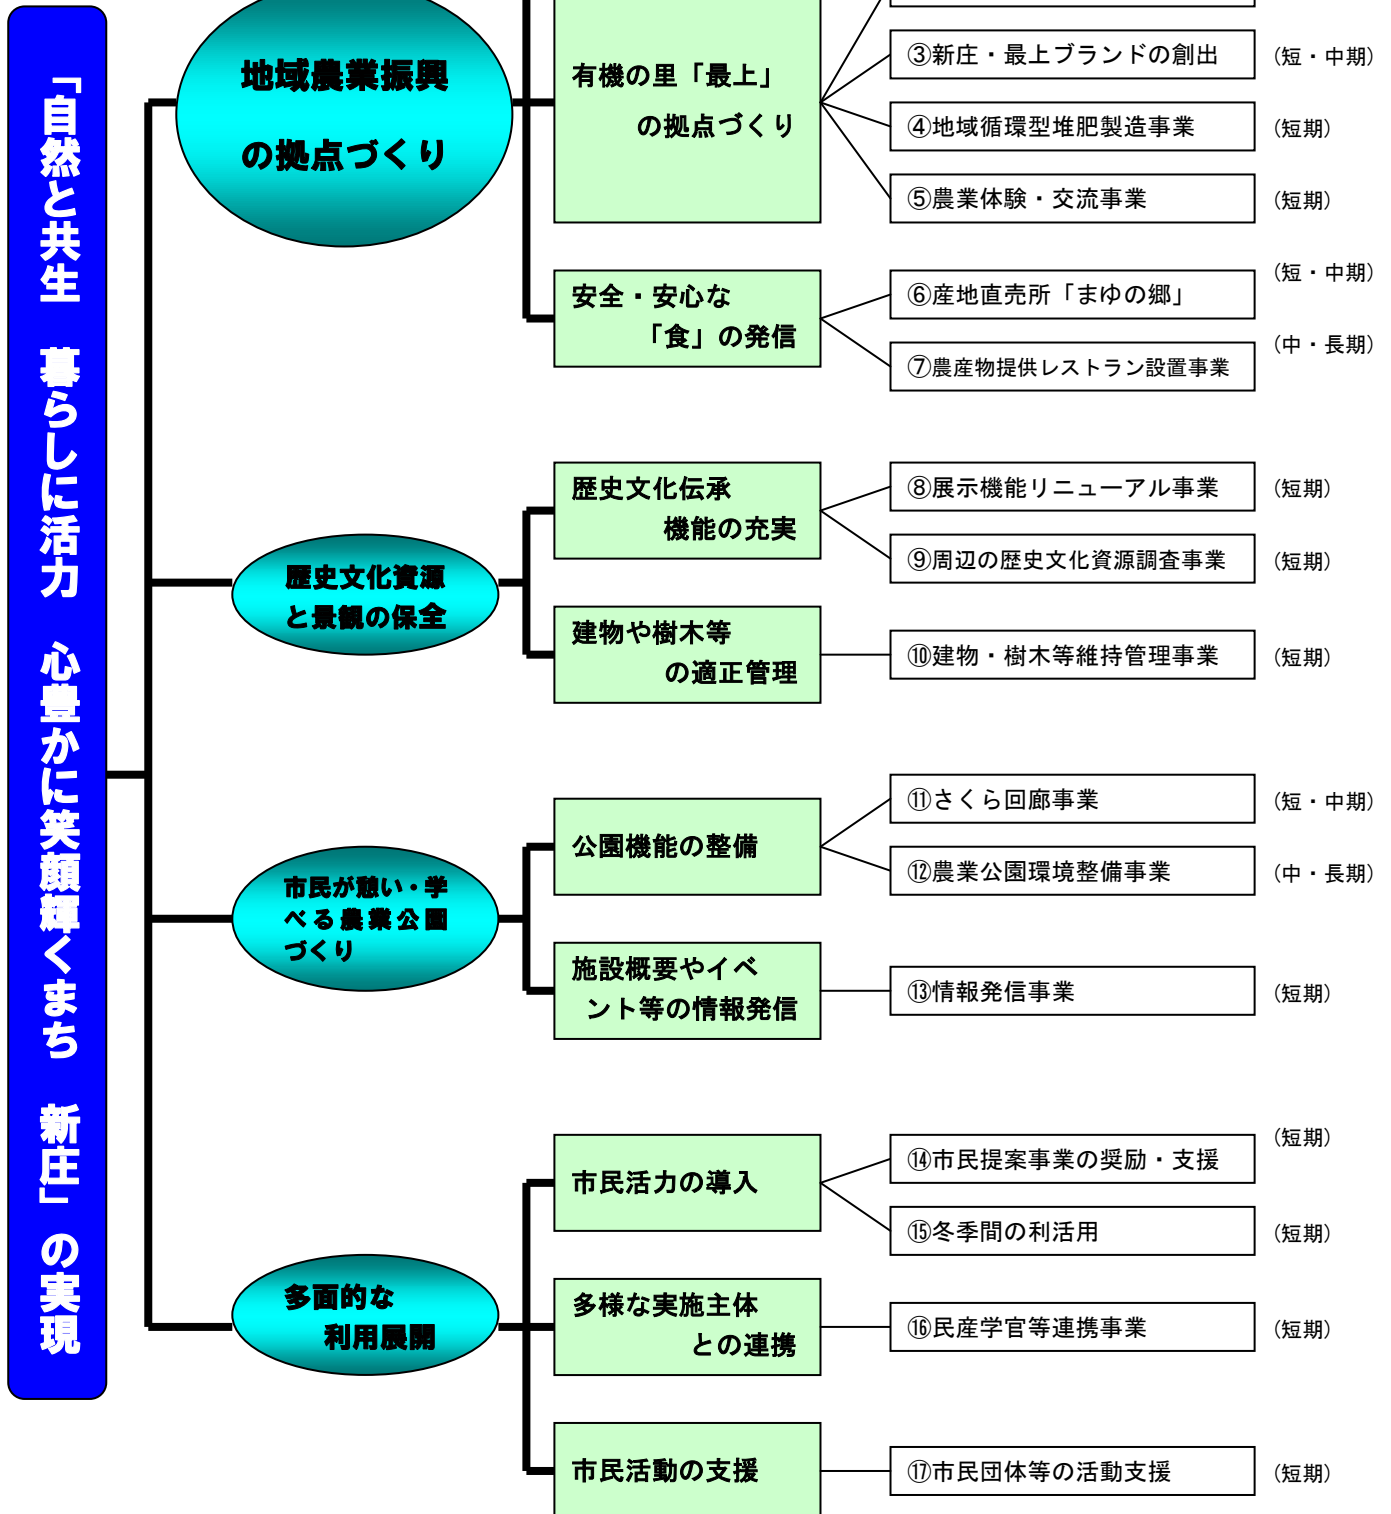 「自然と共生　暮らしに活力　心豊かに笑顔輝くまち　新庄」の実現
地域農業振興
の拠点づくり
有機の里「最上」
の拠点づくり
③新庄・最上ブランドの創出
（短・中期）
④地域循環型堆肥製造事業
（短期）
⑤農業体験・交流事業
（短期）
安全・安心な
「食」の発信
⑥産地直売所「まゆの郷」
（短・中期）
⑦農産物提供レストラン設置事業
（中・長期）
歴史文化資源
と景観の保全
歴史文化伝承
機能の充実
⑧展示機能リニューアル事業
（短期）
⑨周辺の歴史文化資源調査事業
（短期）
建物や樹木等
の適正管理
⑩建物・樹木等維持管理事業
（短期）
市民が憩い・学
べる農業公園
づくり
公園機能の整備
⑪さくら回廊事業
（短・中期）
⑫農業公園環境整備事業
（中・長期）
施設概要やイベ
ント等の情報発信
⑬情報発信事業
（短期）
多面的な
利用展開
市民活力の導入
⑭市民提案事業の奨励・支援
（短期）
⑮冬季間の利活用
（短期）
多様な実施主体
との連携
⑯民産学官等連携事業
（短期）
市民活動の支援
⑰市民団体等の活動支援
（短期）